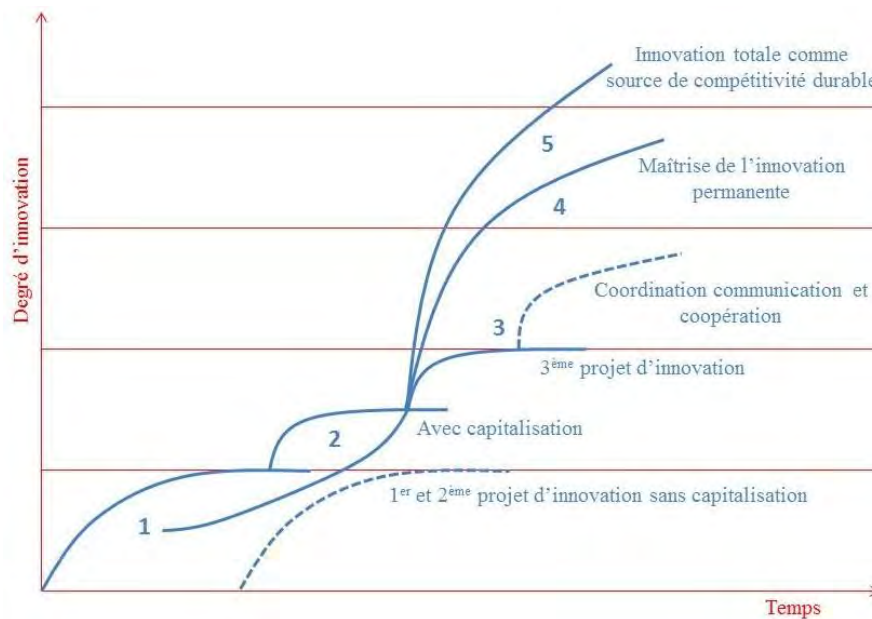 Innovation totale comme
source de compétitivité durable
5
Maîtrise de l'innovation
permanente
4
Degré d'innovation
Coordination communication et
coopération
3
3ème projet d'innovation
Avec capitalisation
2
1er et 2ème projet d'innovation sans capitalisation
1
Temps